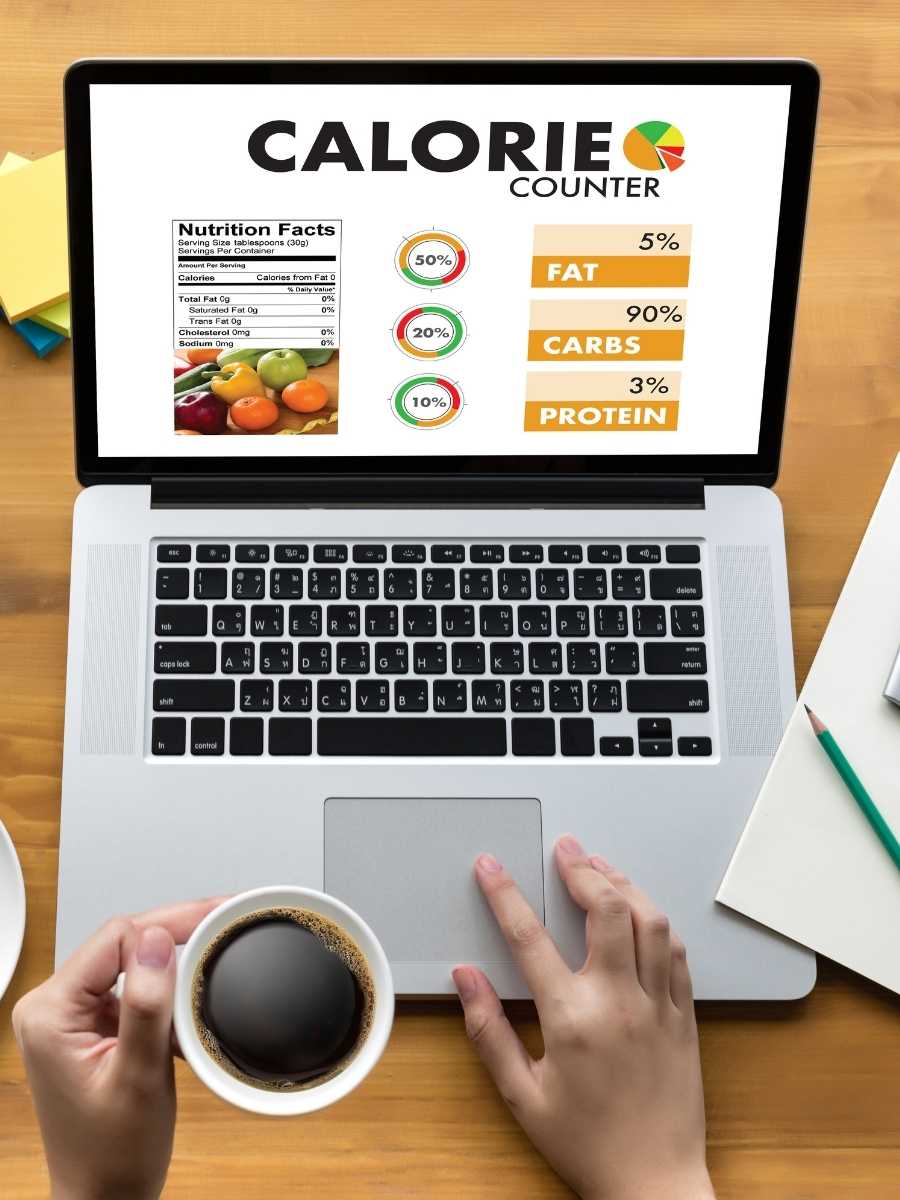 CALORIE
COUNTER
Nutrition Facts
Serving Size tablespoons (30g)
Servings Per Container
Amount Per Serving
Calories Calories from Fat 0
% Daily Value*
Total Fat 0g 0%
Saturated Fat 0g 0%
Trans Fat 0g
Cholesterol 0mg 0%
Sodium 0mg 0%
50%
20%
10%
5%
FAT
90%
CARBS
3%
PROTEIN
esc
delete
tab
Q W E R T Y U I O P
caps lock A S D F G H J K L enter return
shift Z X C V B N M shift
fn control